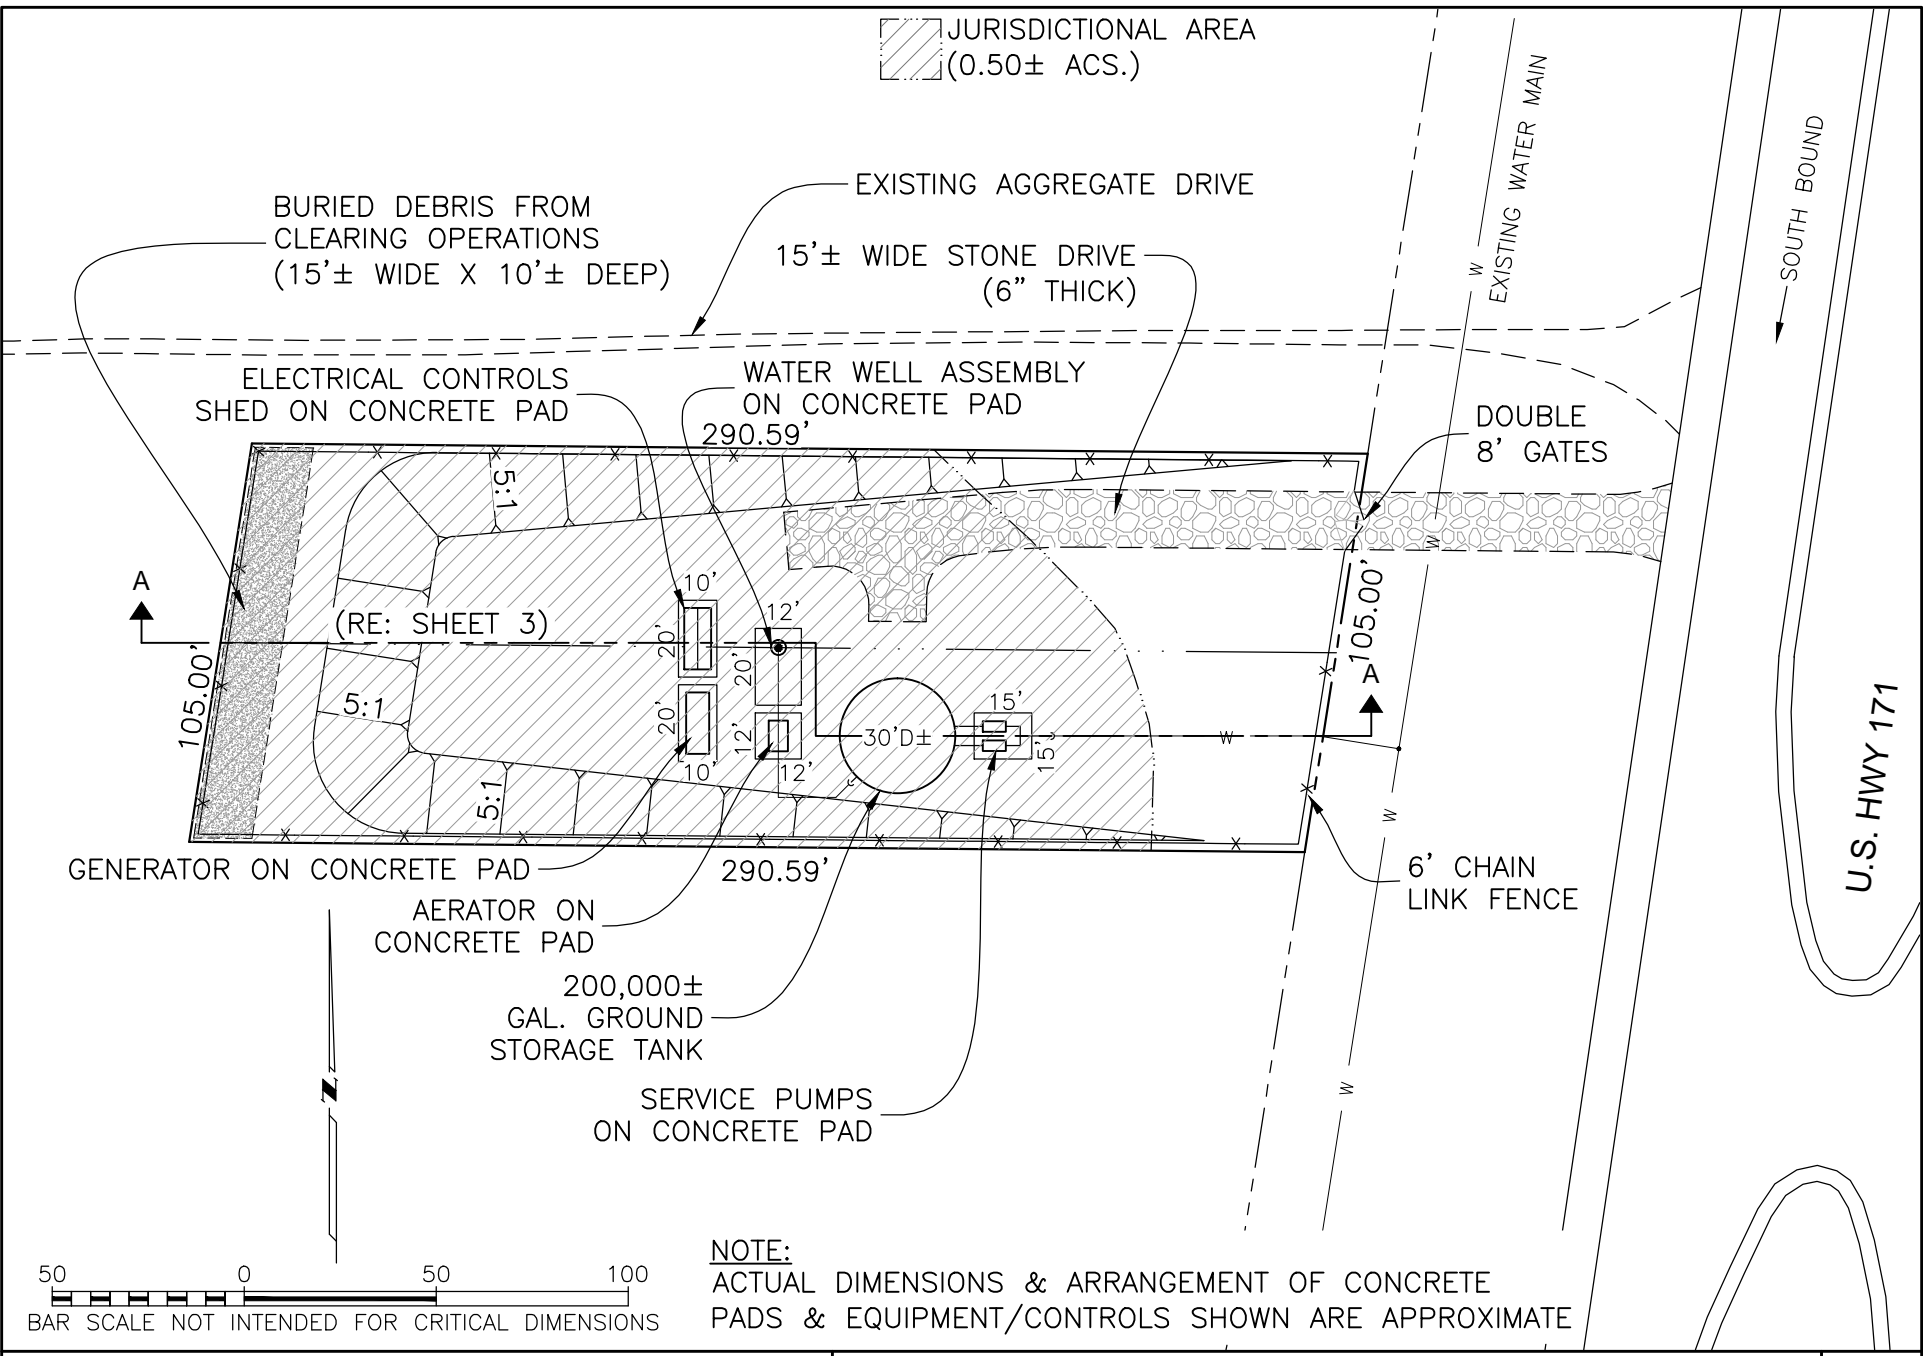 JURISDICTIONAL AREA
(0.50± ACS.)
EXISTING WATER MAIN
SOUTH BOUND
EXISTING AGGREGATE DRIVE
BURIED DEBRIS FROM
CLEARING OPERATIONS
(15'± WIDE X 10'± DEEP)
15'± WIDE STONE DRIVE
(6" THICK)
W
ELECTRICAL CONTROLS
SHED ON CONCRETE PAD
WATER WELL ASSEMBLY
ON CONCRETE PAD
290.59'
DOUBLE
8' GATES
5:1
W
A
(RE: SHEET 3)
10'
20'
12'
20'
105.00'
A
105.00'
5:1
20'
10'
12'
12'
30'D±
15'
15'
W
5:1
W
U.S. HWY 171
GENERATOR ON CONCRETE PAD
290.59'
6' CHAIN
LINK FENCE
AERATOR ON
CONCRETE PAD
200,000±
GAL. GROUND
STORAGE TANK
W
N
SERVICE PUMPS
ON CONCRETE PAD
50 0 50 100
BAR SCALE NOT INTENDED FOR CRITICAL DIMENSIONS
NOTE:
ACTUAL DIMENSIONS & ARRANGEMENT OF CONCRETE
PADS & EQUIPMENT/CONTROLS SHOWN ARE APPROXIMATE